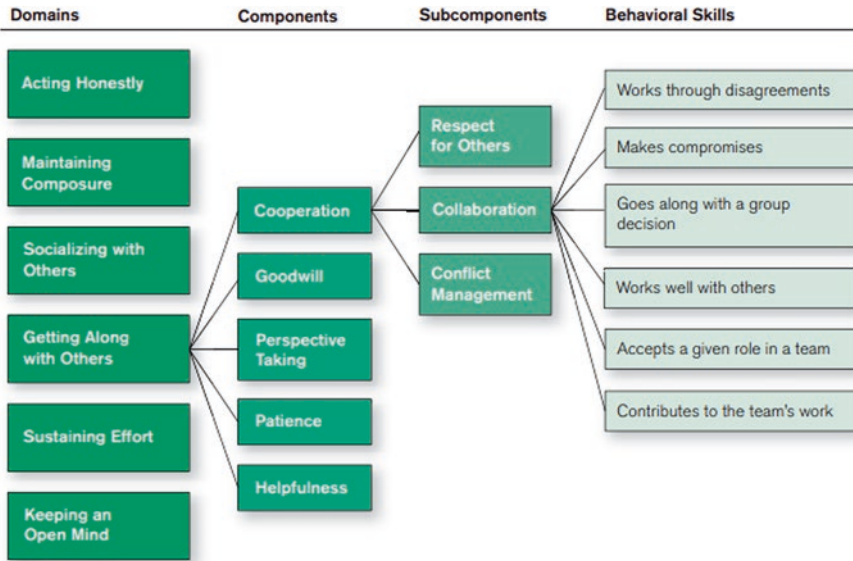 Domains
Components
Subcomponents
Behavioral Skills
Acting Honestly
Maintaining
Composure
Socializing with
Others
Getting Along
with Others
Sustaining Effort
Keeping an
Open Mind
Cooperation
Goodwill
Perspective
Taking
Patience
Helpfulness
Respect
for Others
Collaboration
Conflict
Management
Works through disagreements
Makes compromises
Goes along with a group
decision
Works well with others
Accepts a given role in a team
Contributes to the team's work